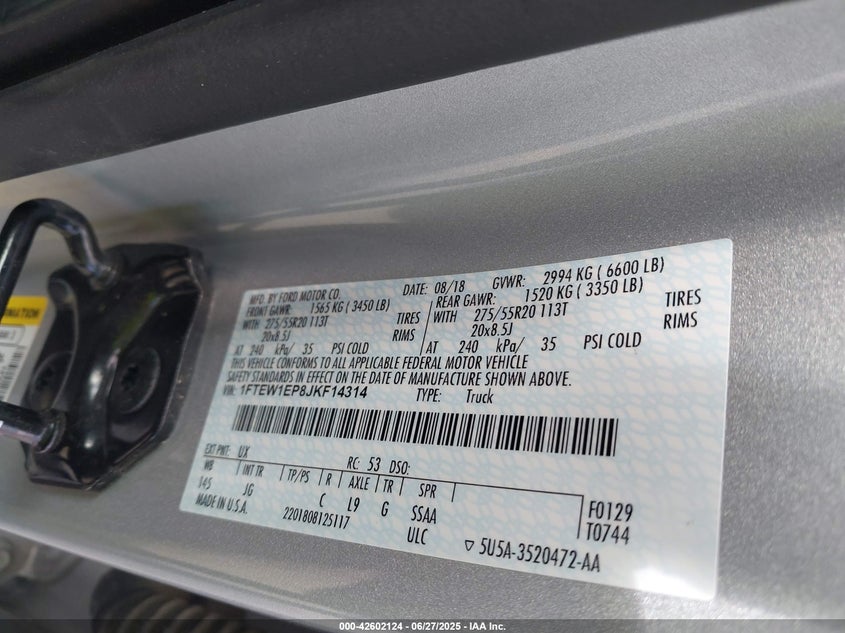 MFD. BY FORD MOTOR CO.
DATE: 08/18 GVWR: 2994 KG ( 6600 LB)
FRONT GAWR: 1565 KG ( 3450 LB)
REAR GAWR: 1520 KG ( 3350 LB)
WITH 275/55R20 113T TIRES
WITH 275/55R20 113T TIRES
20x8.5J RIMS
20x8.5J RIMS
AT 240 kPa/ 35 PSI COLD
AT 240 kPa/ 35 PSI COLD
THIS VEHICLE CONFORMS TO ALL APPLICABLE FEDERAL MOTOR VEHICLE
SAFETY STANDARDS IN EFFECT ON THE DATE OF MANUFACTURE SHOWN ABOVE.
VIN: 1FTEW1EP8JKF14314 TYPE: Truck
EXT PNT: UX RC: 53 DSO:
WB INT TR TP/PS R AXLE TR SPR
145 JG C L9 G SSAA
F0129
T0744
MADE IN U.S.A. 2201808125117 ULC
5U5A-3520472-AA
000-42602124 - 06/27/2025 - IAA Inc.